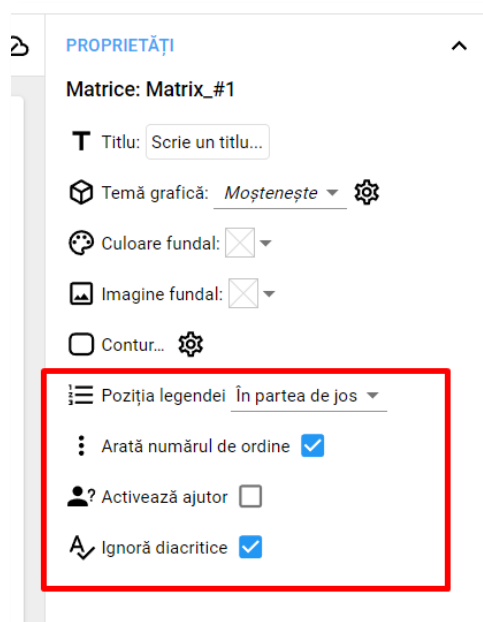 PROPRIETĂȚI
Matrice: Matrix_#1
T Titlu: Scrie un titlu...
Temă grafică: Moștenește
Culoare fundal:
Imagine fundal:
Contur...
Poziția legendei În partea de jos
Arată numărul de ordine
Activează ajutor
Ignoră diacritice